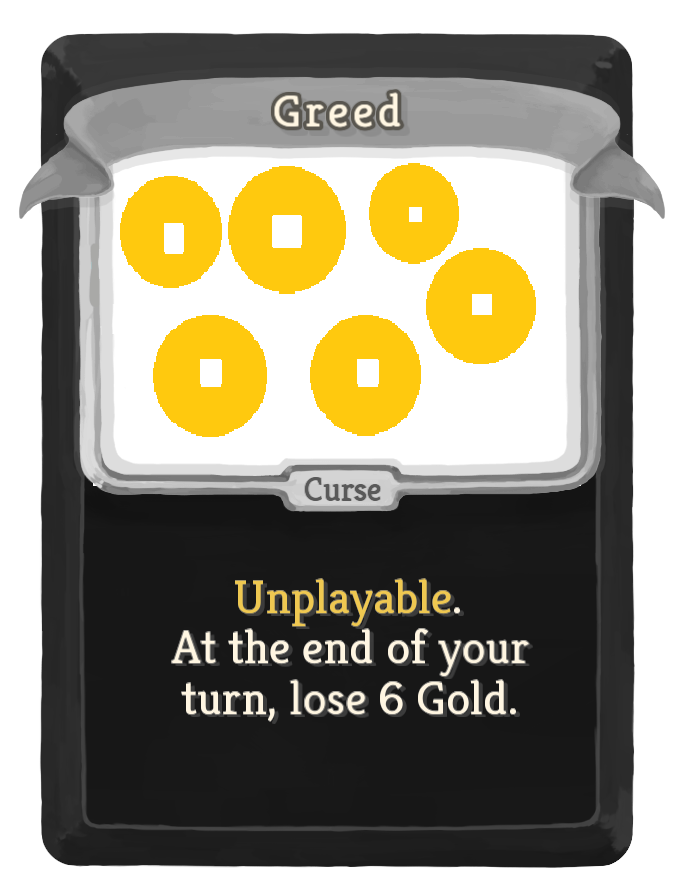 Greed
Curse
Unplayable.
At the end of your
turn, lose 6 Gold.